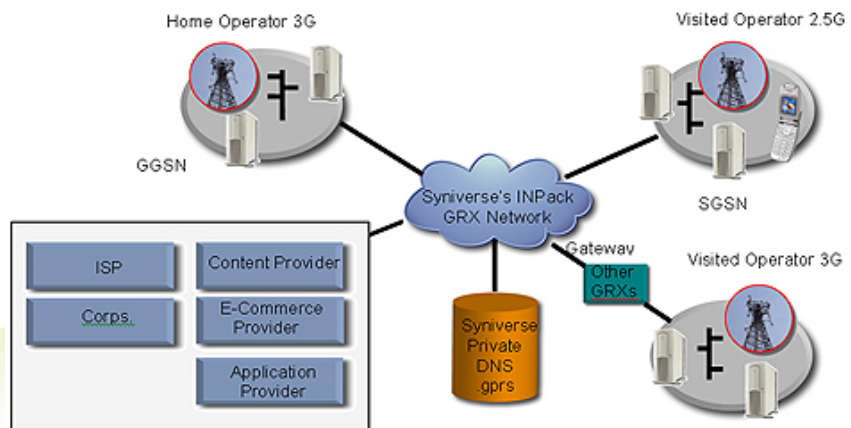 Home Operator 3G
Visited Operator 2.5G
GGSN
Syniverse's INPack
GRX Network
SGSN
Gateway
Other
GRXs
Visited Operator 3G
ISP
Content Provider
Corps.
E-Commerce
Provider
Application
Provider
Syniverse
Private
DNS
.gprs